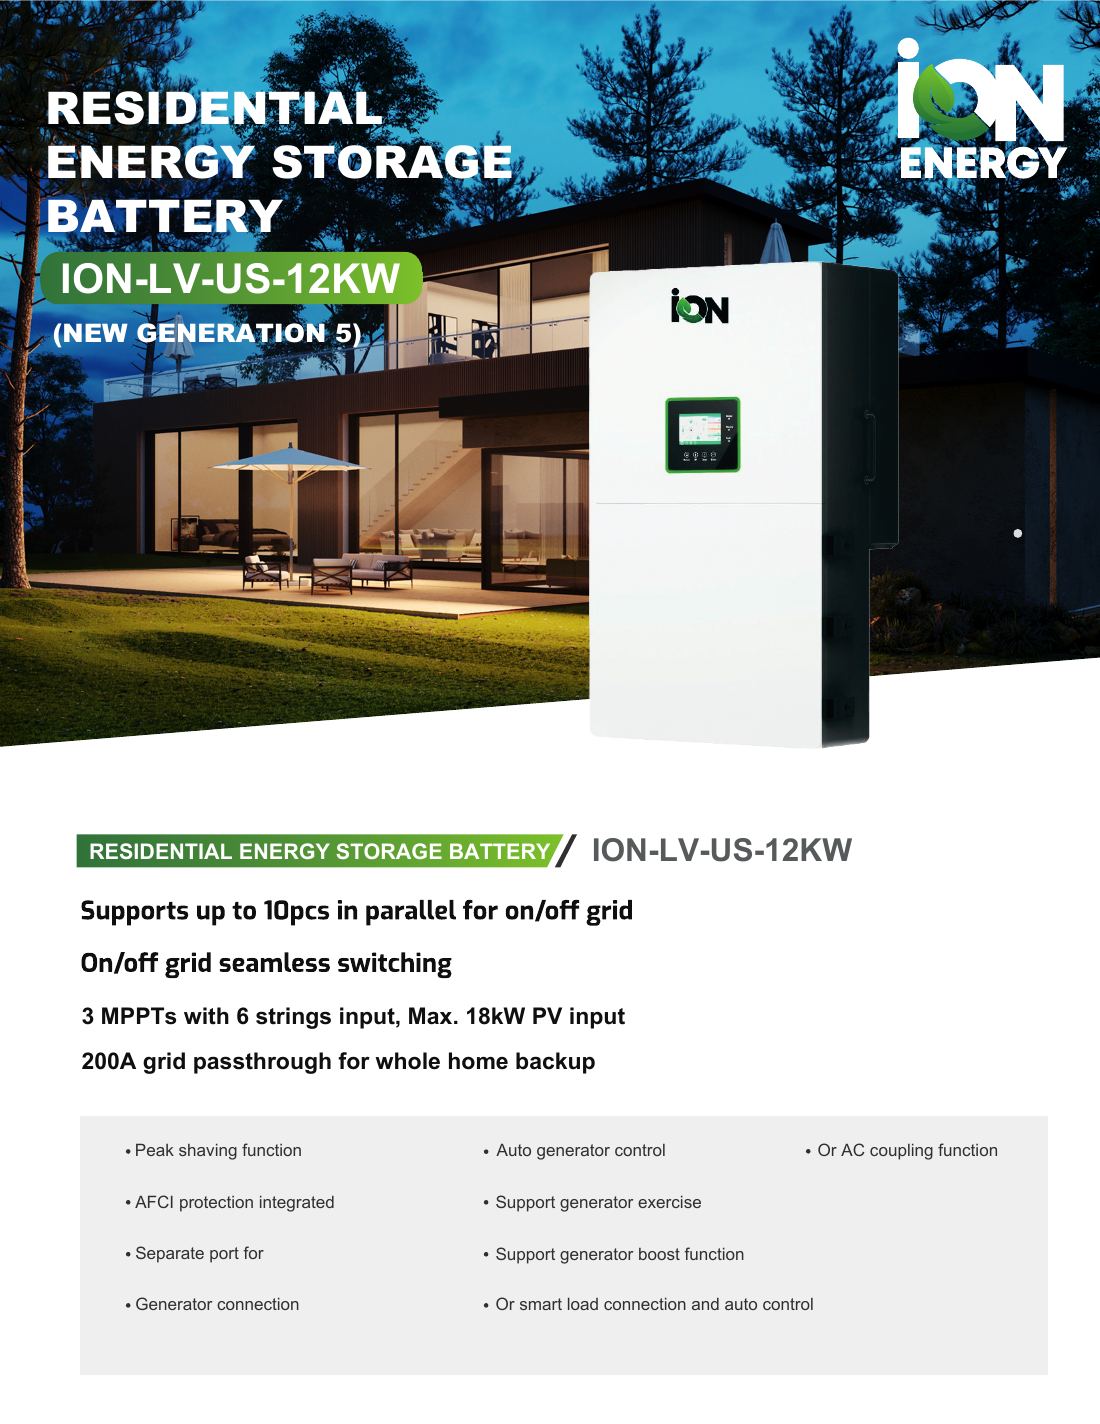 RESIDENTIAL
ENERGY STORAGE
BATTERY
ION-LV-US-12KW
(NEW GENERATION 5)
iON
ENERGY
iON
RESIDENTIAL ENERGY STORAGE BATTERY
ION-LV-US-12KW
Supports up to 10pcs in parallel for on/off grid
On/off grid seamless switching
3 MPPTs with 6 strings input, Max. 18kW PV input
200A grid passthrough for whole home backup
• Peak shaving function
• AFCI protection integrated
• Separate port for
• Generator connection
• Auto generator control
• Support generator exercise
• Support generator boost function
• Or smart load connection and auto control
• Or AC coupling function